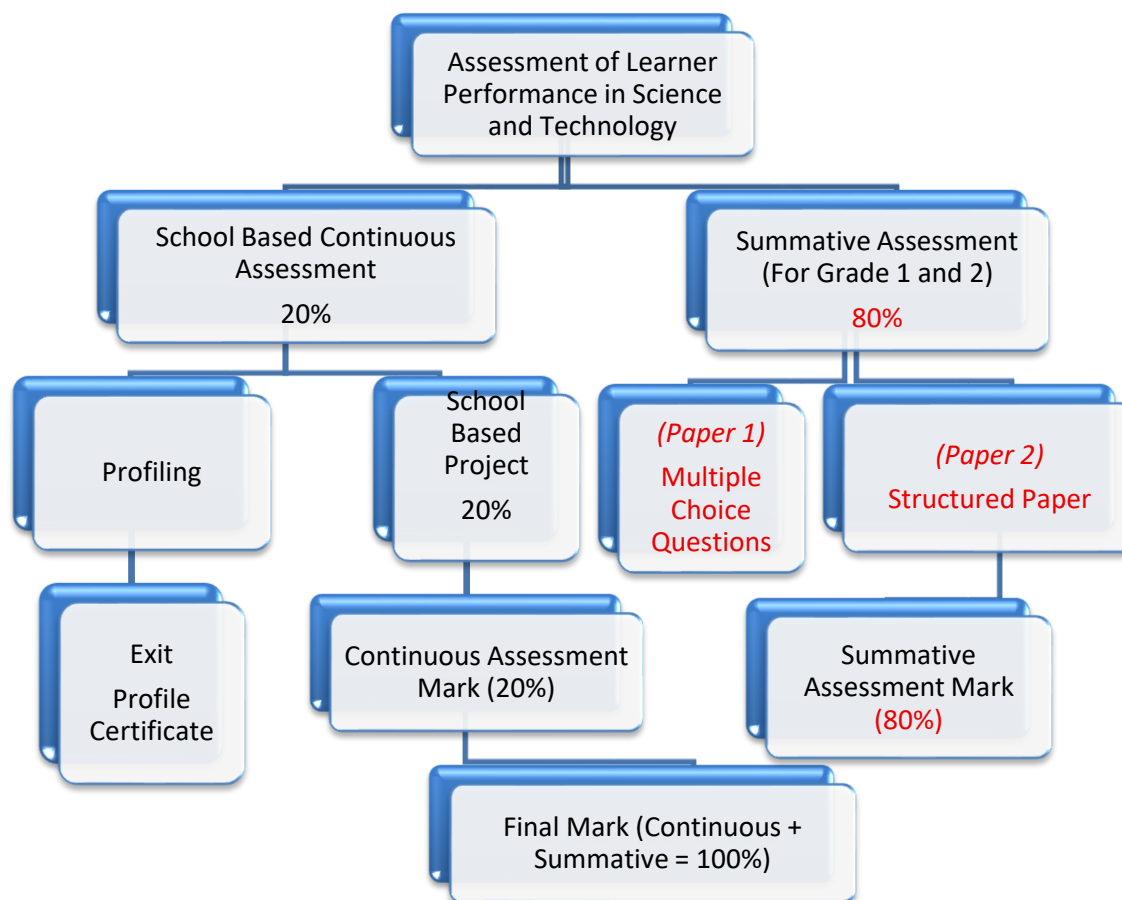 Assessment of Learner
Performance in Science
and Technology
School Based Continuous
Assessment
20%
Summative Assessment
(For Grade 1 and 2)
80%
Profiling
School
Based
Project
20%
(Paper 1)
Multiple
Choice
Questions
(Paper 2)
Structured Paper
Exit
Profile
Certificate
Continuous Assessment
Mark (20%)
Summative
Assessment Mark
(80%)
Final Mark (Continuous +
Summative = 100%)